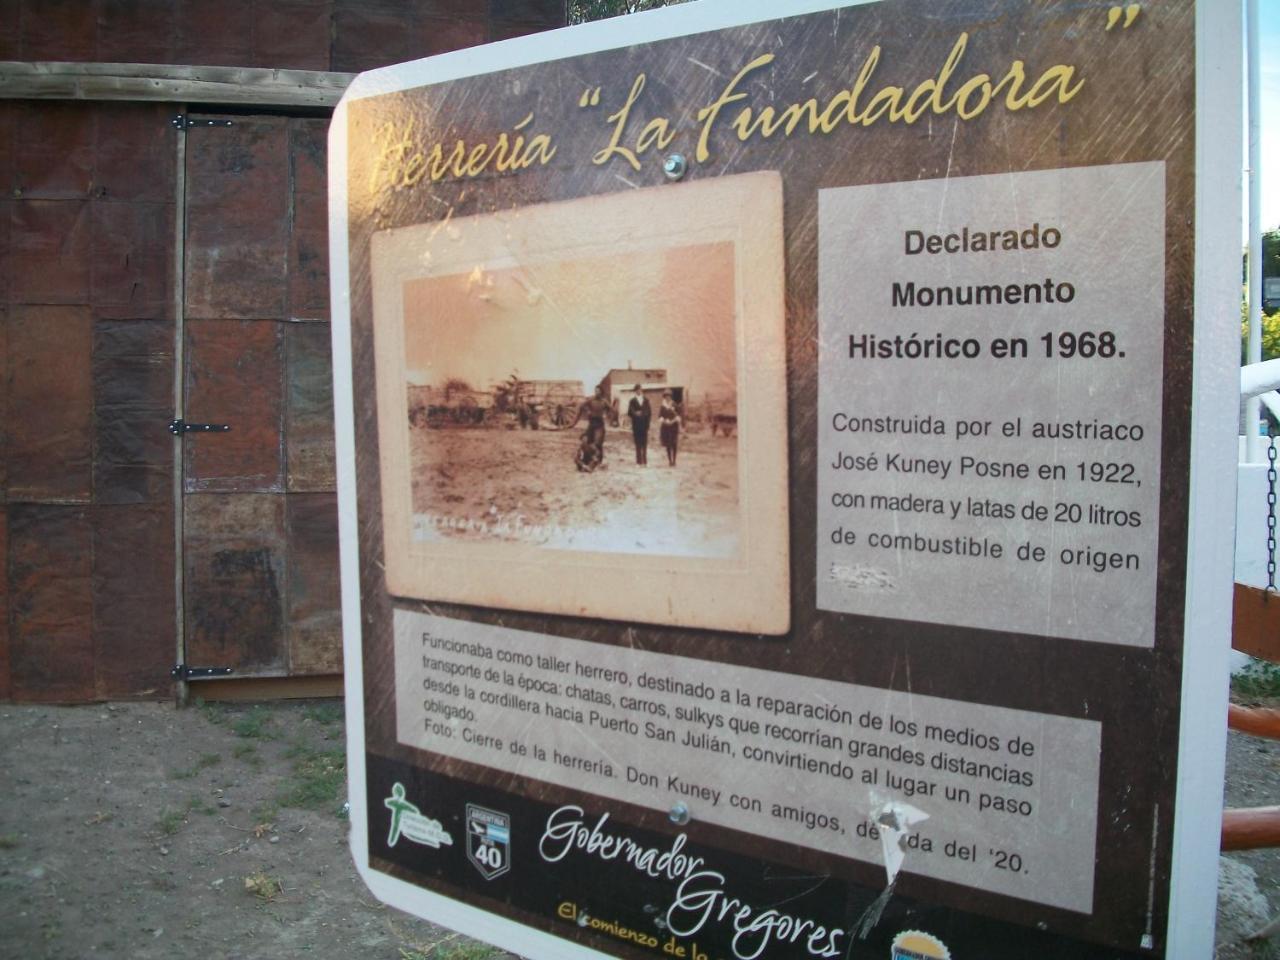 Herrería "La Fundadora"
Declarado
Monumento
Histórico en 1968.
Construida por el austriaco
José Kuney Posne en 1922,
con madera y latas de 20 litros
de combustible de origen
Funcionaba como taller herrero, destinado a la reparación de los medios de
transporte de la época: chatas, carros, sulkys que recorrían grandes distancias
desde la cordillera hacia Puerto San Julián, convirtiendo al lugar un paso
obligado.
Foto: Cierre de la herrería. Don Kuney con amigos, de da del '20.
ARGENTINA
40
Gobernador
Gregores
El comienzo de